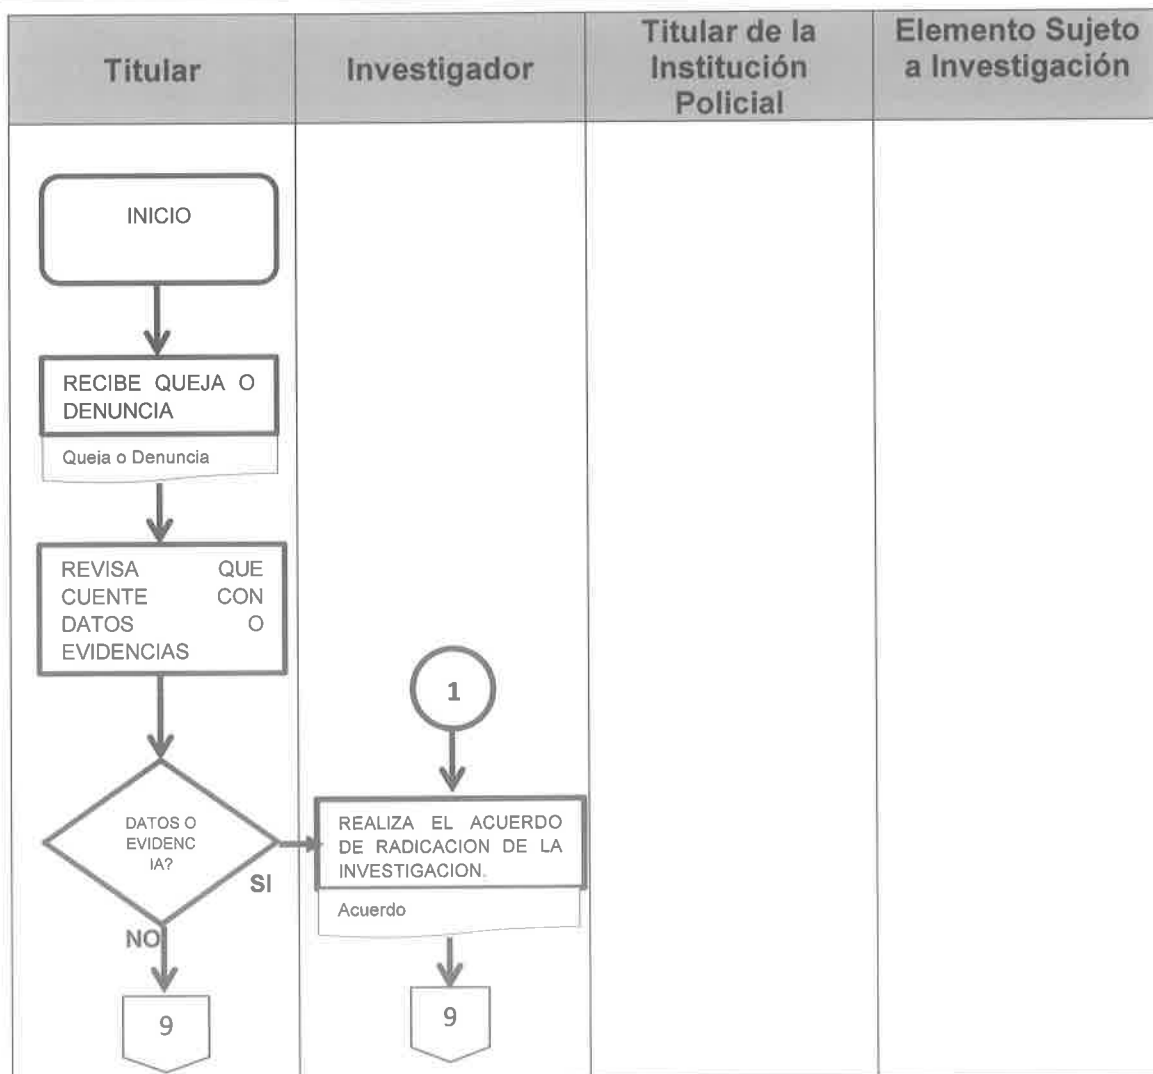 Titular
Investigador
Titular de la
Institución
Policial
Elemento Sujeto
a Investigación
INICIO
RECIBE QUEJA O
DENUNCIA
Queja o Denuncia
REVISA QUE
CUENTE CON
DATOS O
EVIDENCIAS
1
DATOS O
EVIDENC
IA?
SI
NO
REALIZA EL ACUERDO
DE RADICACION DE LA
INVESTIGACION.
Acuerdo
9
9